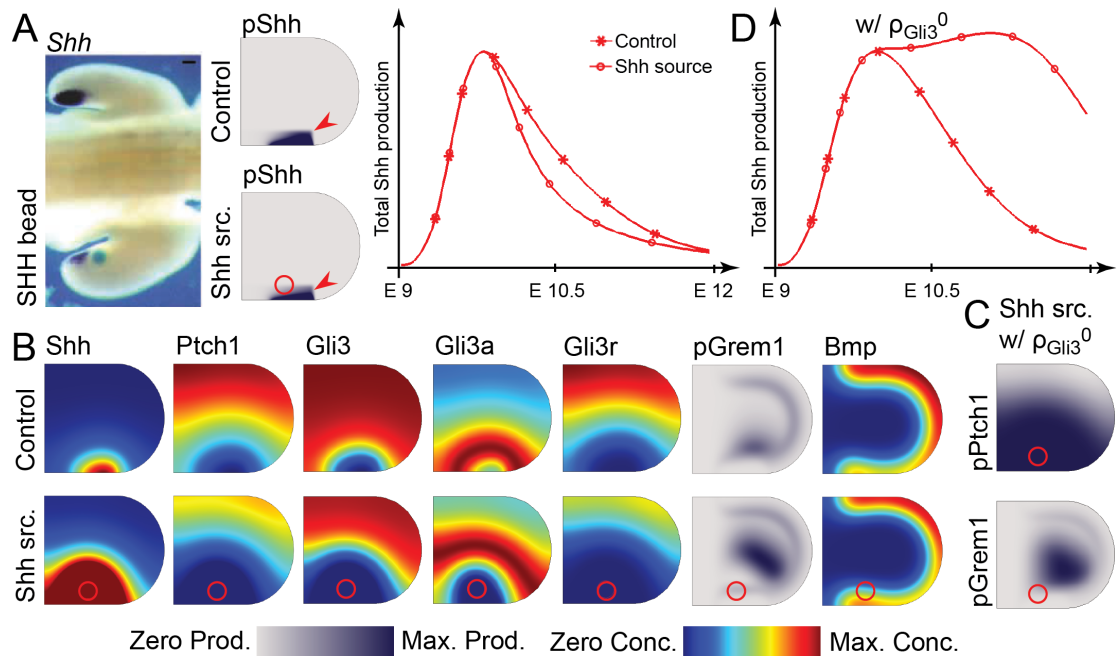 A
Shh
Control
SHH bead
pShh
Control
pShh
Shh src.
Total Shh production
Control
Shh source
E 9
E 10.5
E 12
D
w/ ρGli3⁰
Total Shh production
E 10.5
B
Shh
Ptch1
Gli3
Gli3a
Gli3r
pGrem1
Bmp
Control
Shh src.
C
Shh src.
w/ ρGli3⁰
pPtch1
pGrem1
Zero Prod.
Max. Prod.
Zero Conc.
Max. Conc.